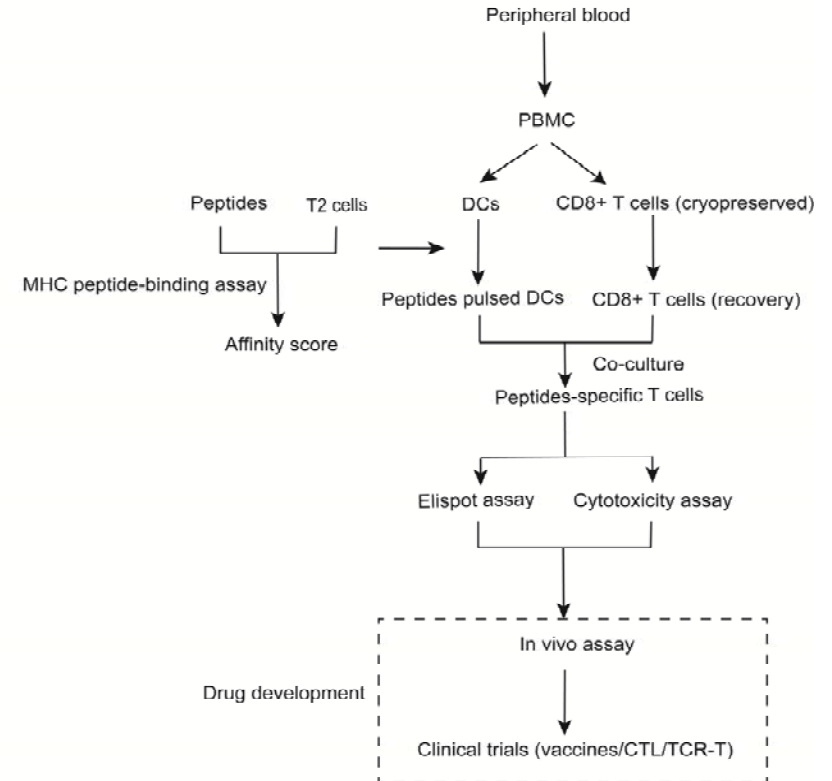 Peripheral blood
PBMC
Peptides
T2 cells
DCs
CD8+ T cells (cryopreserved)
MHC peptide-binding assay
Peptides pulsed DCs
CD8+ T cells (recovery)
Affinity score
Co-culture
Peptides-specific T cells
Elispot assay
Cytotoxicity assay
In vivo assay
Drug development
Clinical trials (vaccines/CTL/TCR-T)